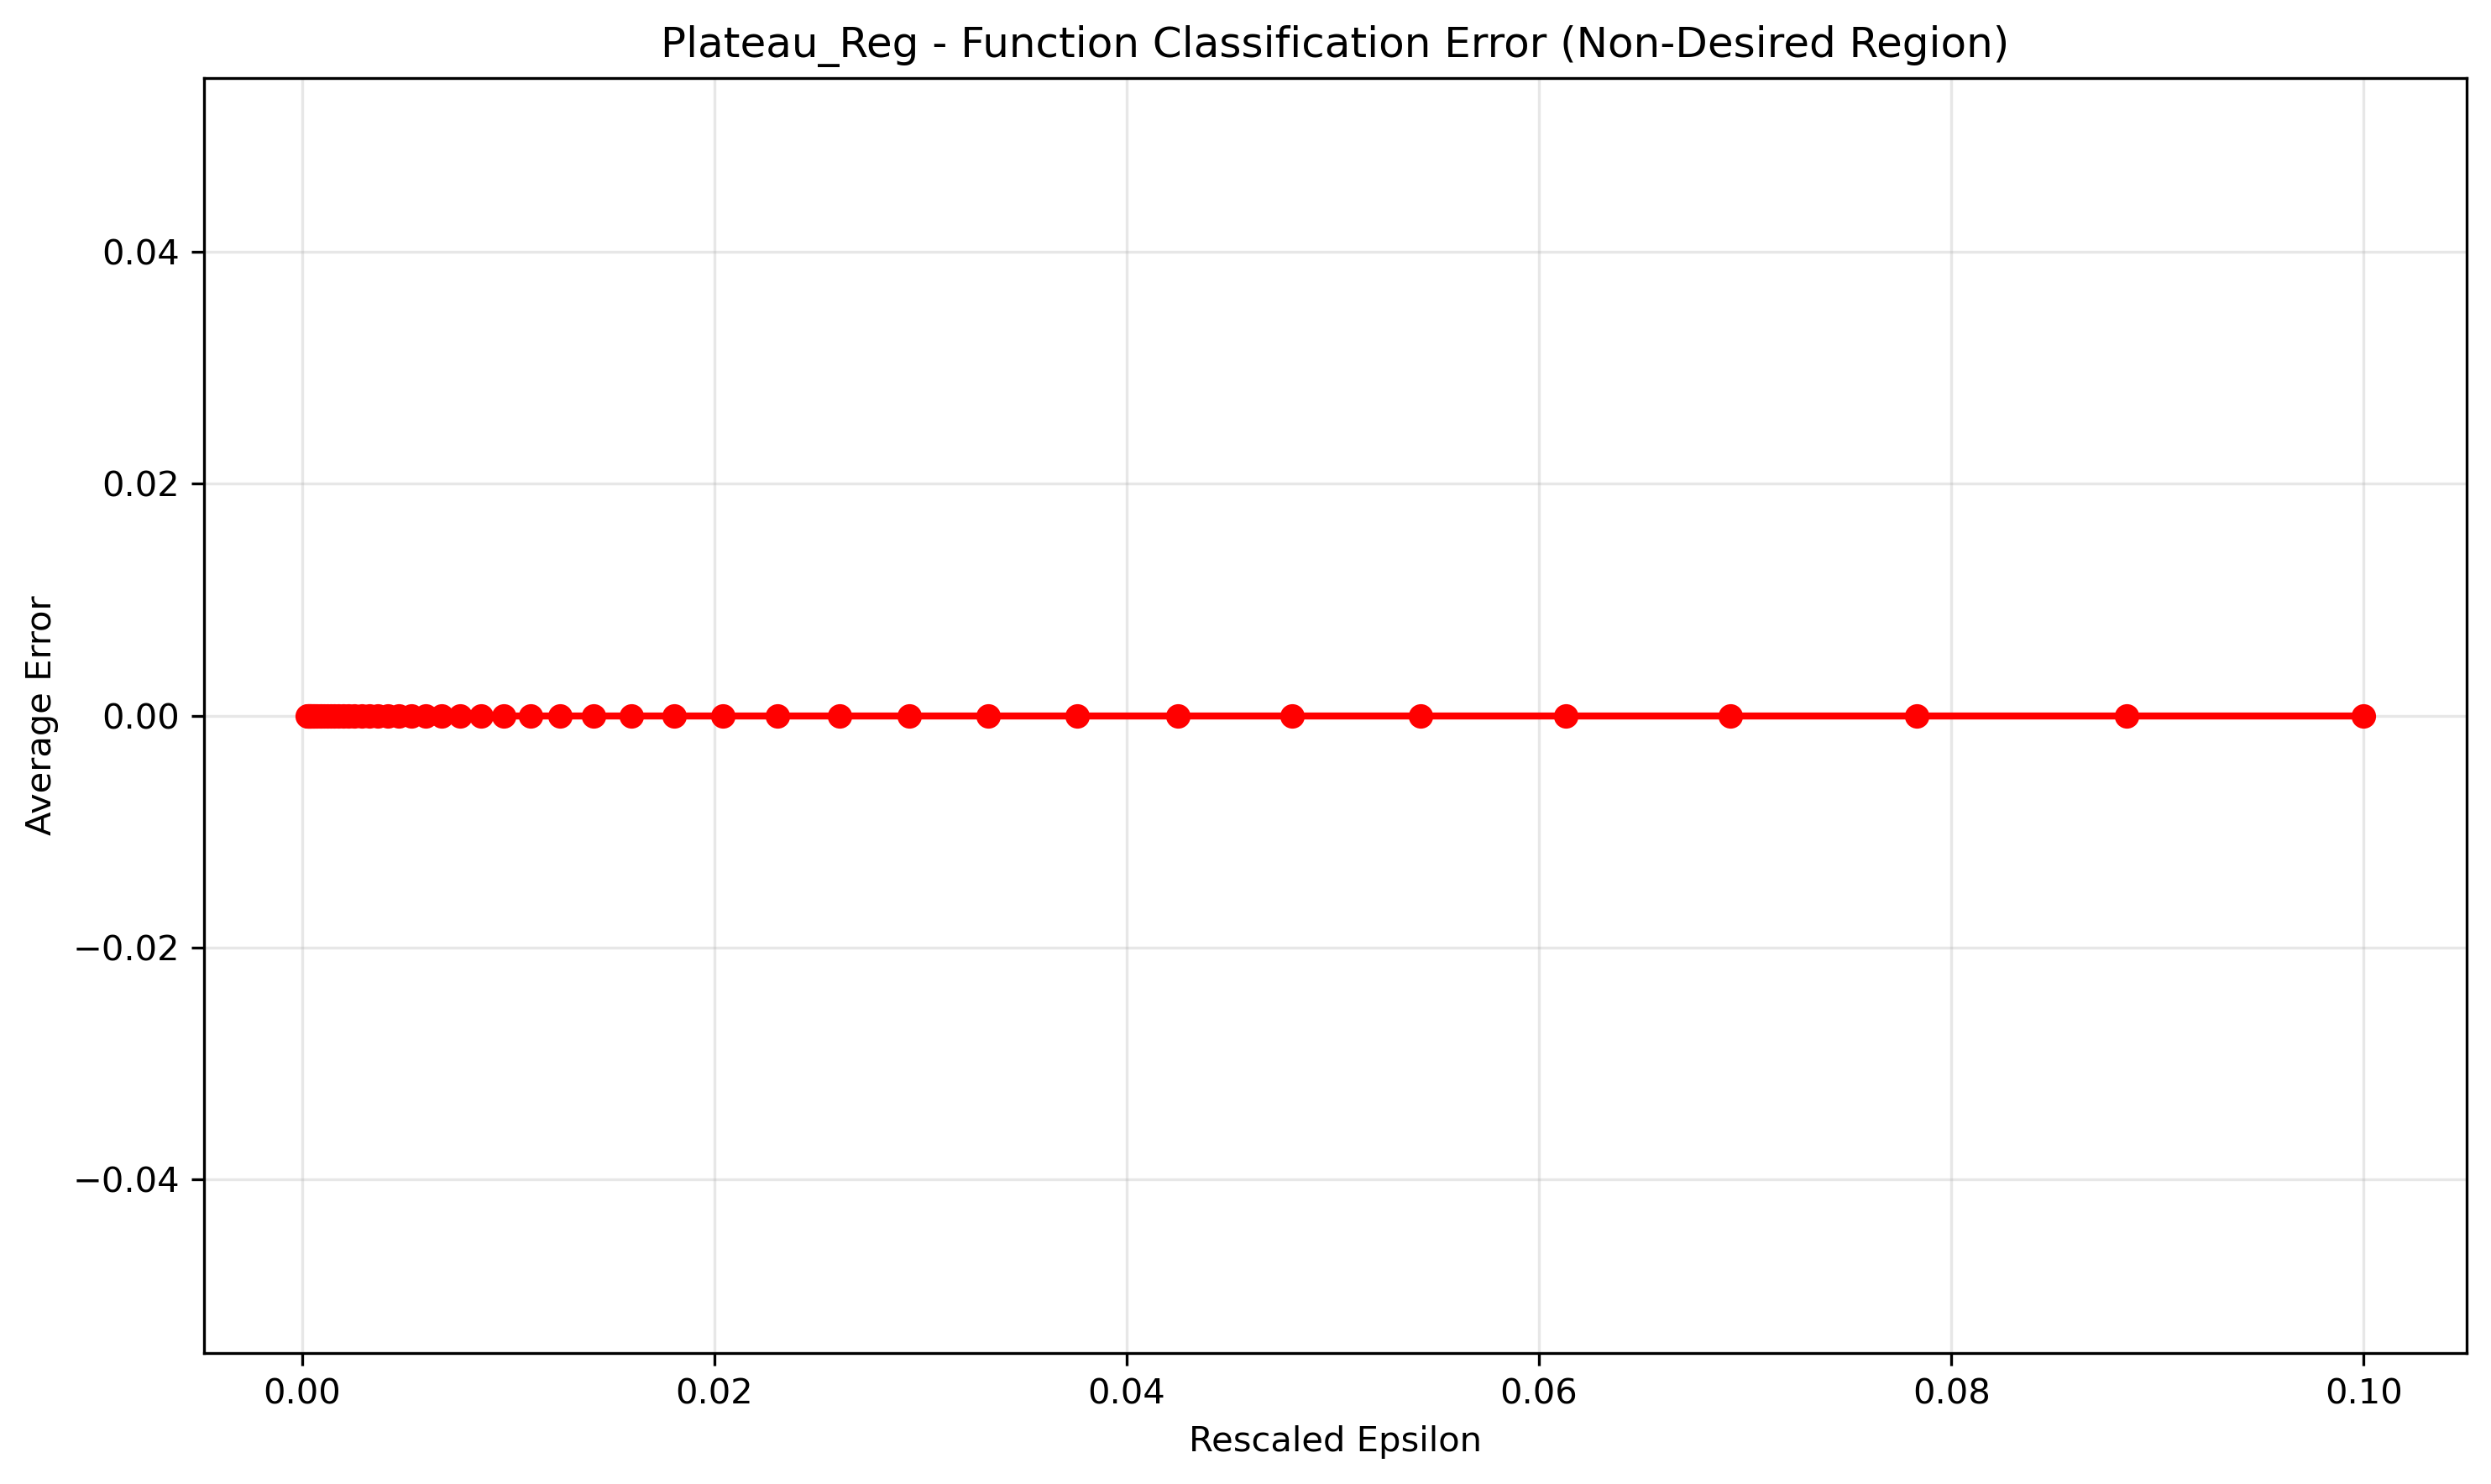 Plateau_Reg - Function Classification Error (Non-Desired Region)
Average Error
0.04
0.02
0.00
−0.02
−0.04
0.00 0.02 0.04 0.06 0.08 0.10
Rescaled Epsilon